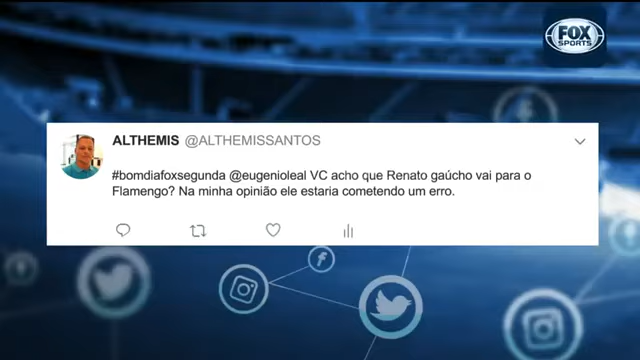 FOX
SPORTS
ALTHEMIS @ALTHEMISSANTOS
#bomdiafoxsegunda @eugenioleal VC acho que Renato gaúcho vai para o
Flamengo? Na minha opinião ele estaria cometendo um erro.